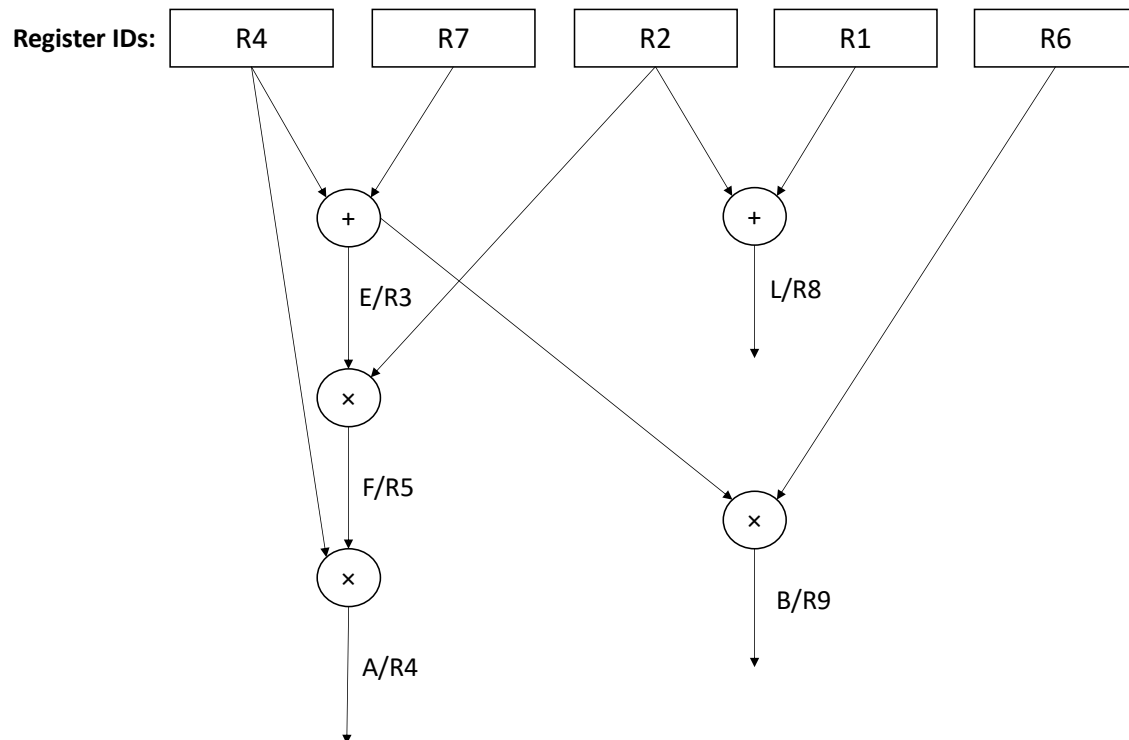 Register IDs: R4 R7 R2 R1 R6
+ +
E/R3 L/R8
×
F/R5
×
×
B/R9
A/R4